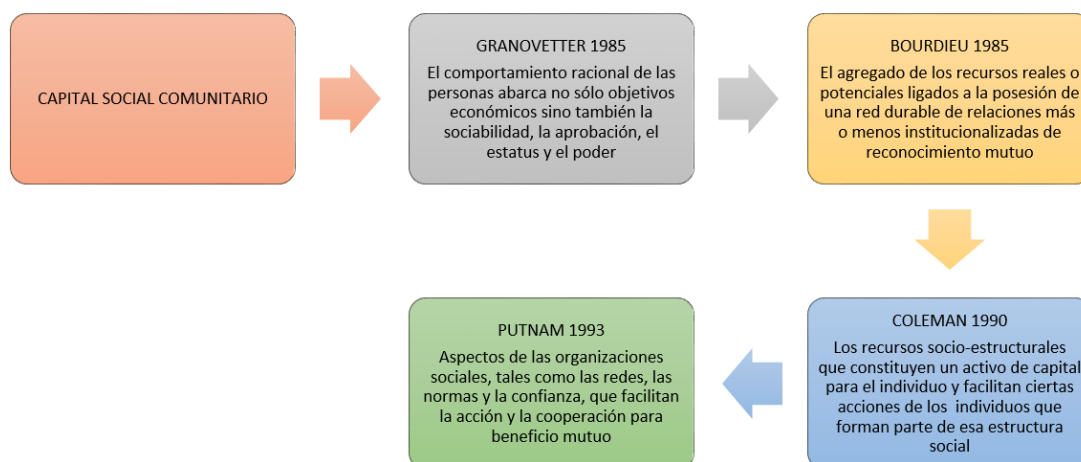 CAPITAL SOCIAL COMUNITARIO
GRANOVETTER 1985
El comportamiento racional de las
personas abarca no sólo objetivos
económicos sino también la
sociabilidad, la aprobación, el
estatus y el poder
BOURDIEU 1985
El agregado de los recursos reales o
potenciales ligados a la posesión de
una red durable de relaciones más
o menos institucionalizadas de
reconocimiento mutuo
COLEMAN 1990
Los recursos socio-estructurales
que constituyen un activo de capital
para el individuo y facilitan ciertas
acciones de los individuos que
forman parte de esa estructura
social
PUTNAM 1993
Aspectos de las organizaciones
sociales, tales como las redes, las
normas y la confianza, que facilitan
la acción y la cooperación para
beneficio mutuo